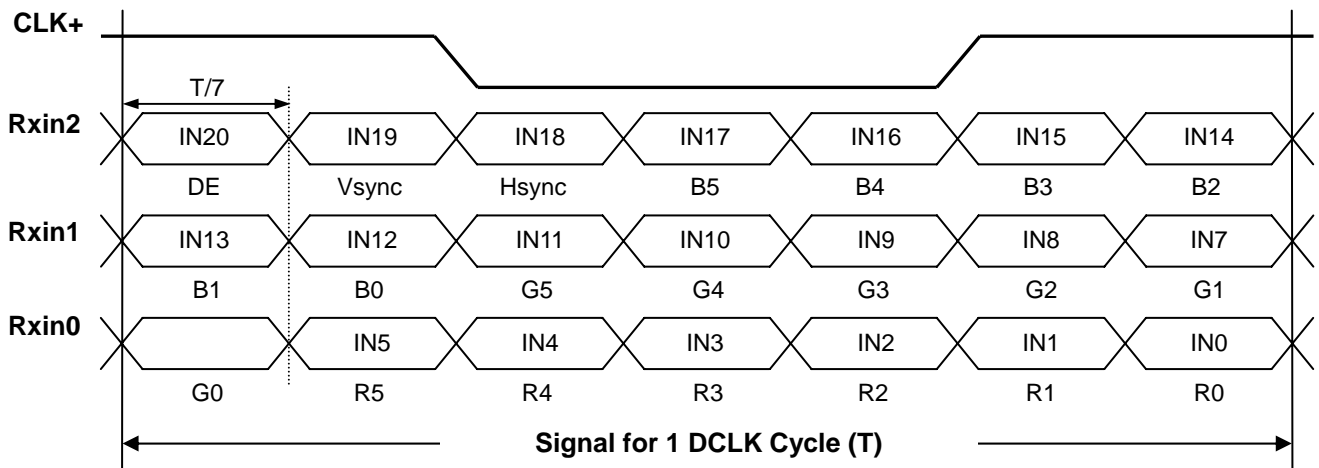 CLK+
T/7
Rxin2
IN20 IN19 IN18 IN17 IN16 IN15 IN14
DE Vsync Hsync B5 B4 B3 B2
Rxin1
IN13 IN12 IN11 IN10 IN9 IN8 IN7
B1 B0 G5 G4 G3 G2 G1
Rxin0
IN5 IN4 IN3 IN2 IN1 IN0
G0 R5 R4 R3 R2 R1 R0
Signal for 1 DCLK Cycle (T)